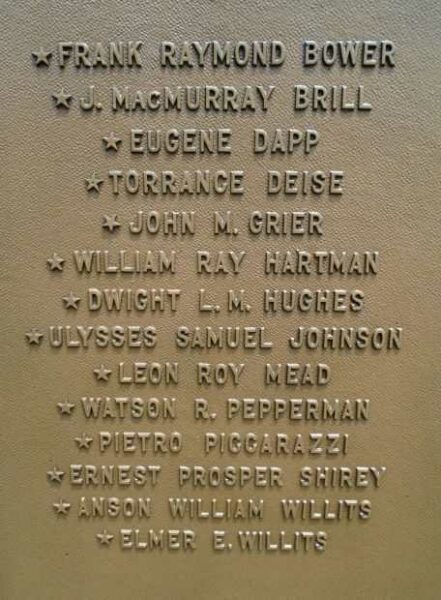 ★FRANK RAYMOND BOWER
★J. MACMURRAY BRILL
★EUGENE DAPP
★TORRANCE DEISE
★JOHN M. GRIER
★WILLIAM RAY HARTMAN
★DWIGHT L. M. HUGHES
★ULYSSES SAMUEL JOHNSON
★LEON ROY MEAD
★WATSON R. PEPPERMAN
★PIETRO PIGGARAZZI
★ERNEST PROSPER SHIREY
★ANSON WILLIAM WILLITS
★ELMER E. WILLITS